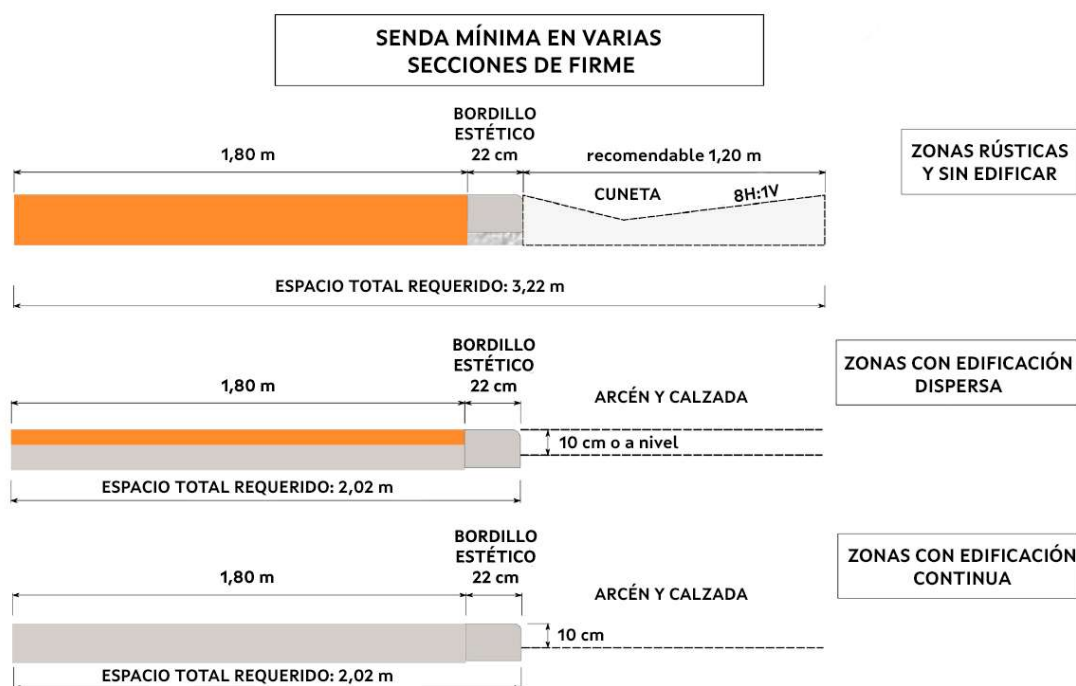 SENDA MÍNIMA EN VARIAS
SECCIONES DE FIRME
BORDILLO
ESTÉTICO
1,80 m
22 cm
recomendable 1,20 m
CUNETA
8H:1V
ZONAS RÚSTICAS
Y SIN EDIFICAR
ESPACIO TOTAL REQUERIDO: 3,22 m
BORDILLO
ESTÉTICO
1,80 m
22 cm
ARCÉN Y CALZADA
10 cm o a nivel
ZONAS CON EDIFICACIÓN
DISPERSA
ESPACIO TOTAL REQUERIDO: 2,02 m
BORDILLO
ESTÉTICO
1,80 m
22 cm
ARCÉN Y CALZADA
10 cm
ZONAS CON EDIFICACIÓN
CONTINUA
ESPACIO TOTAL REQUERIDO: 2,02 m